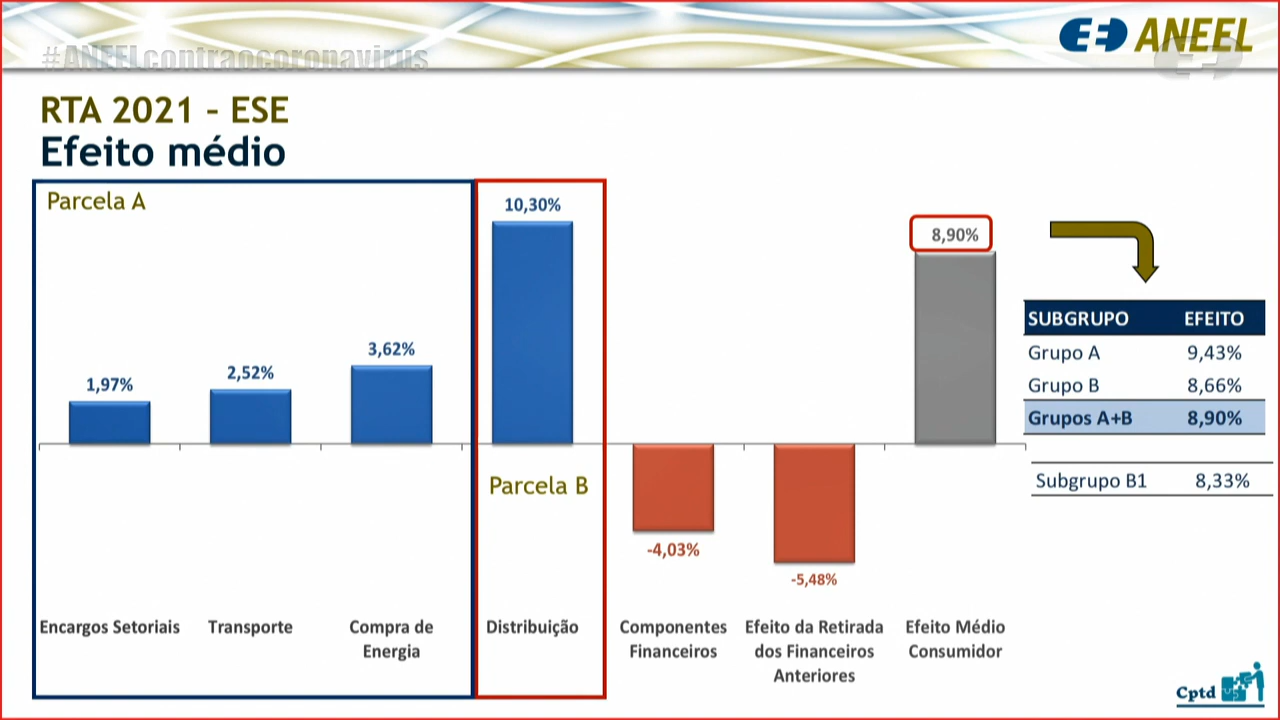 #ANEELcontraocoronavirus
ANEEL
RTA 2021 – ESE
Efeito médio
Parcela A
1,97%
2,52%
3,62%
10,30%
8,90%
SUBGRUPO EFEITO
Grupo A 9,43%
Grupo B 8,66%
Grupos A+B 8,90%
Subgrupo B1 8,33%
Parcela B
-4,03%
-5,48%
Encargos Setoriais
Transporte
Compra de
Energia
Distribuição
Componentes
Financeiros
Efeito da Retirada
dos Financeiros
Anteriores
Efeito Médio
Consumidor
Cptd